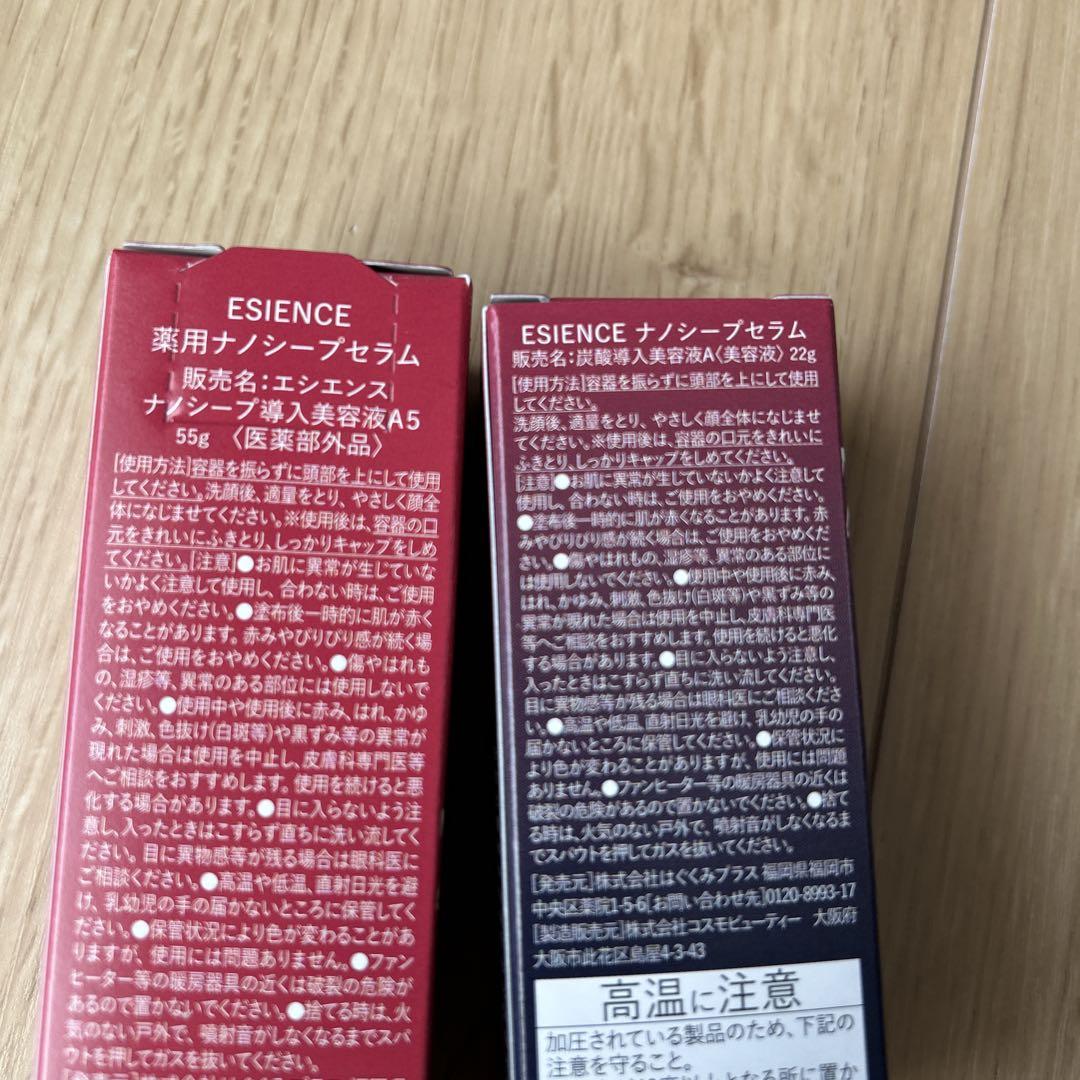 ESIENCE
薬用ナノシープセラム
販売名:エシエンス
ナノシープ導入美容液A5
55g 〈医薬部外品〉
[使用方法]容器を振らずに頭部を上にして使用
してください。洗顔後、適量をとり、やさしく顔全
体になじませてください。※使用後は、容器の口
元をきれいにふきとり、しっかりキャップをしめ
てください。[注意]●お肌に異常が生じていな
いかよく注意して使用し、合わない時は、ご使用
をおやめください。●塗布後一時的に肌が赤く
なることがあります。赤みやぴりぴり感が続く場
合は、ご使用をおやめください。●傷やはれも
の、湿疹等、異常のある部位には使用しないで
ください。●使用中や使用後に赤み、はれ、かゆ
み、刺激、色抜け(白斑等)や黒ずみ等の異常が
現れた場合は使用を中止し、皮膚科専門医等
へご相談をおすすめします。使用を続けると悪
化する場合があります。●目に入らないよう注
意し、入ったときはこすらず直ちに洗い流してく
ださい。目に異物感等が残る場合は眼科医に
ご相談ください。●高温や低温、直射日光を避
け、乳幼児の手の届かないところに保管してく
ださい。●保管状況により色が変わることがあ
りますが、使用には問題ありません。●ファン
ヒーター等の暖房器具の近くは破裂の危険が
あるので置かないでください。●捨てる時は、火
気のない戸外で、噴射音がしなくなるまでスパ
ウトを押してガスを抜いてください。
ESIENCE ナノシープセラム
販売名:炭酸導入美容液A〈美容液〉22g
[使用方法]容器を振らずに頭部を上にして使用
してください。
洗顔後、適量をとり、やさしく顔全体になじませ
てください。※使用後は、容器の口元をきれいに
ふきとり、しっかりキャップをしめてください。
[注意]●お肌に異常が生じていないかよく注意して
使用し、合わない時は、ご使用をおやめください。
●塗布後一時的に肌が赤くなることがあります。赤
みやぴりぴり感が続く場合は、ご使用をおやめくだ
さい。●傷やはれもの、湿疹等、異常のある部位に
は使用しないでください。●使用中や使用後に赤み、
はれ、かゆみ、刺激、色抜け(白斑等)や黒ずみ等の
異常が現れた場合は使用を中止し、皮膚科専門医
等へご相談をおすすめします。使用を続けると悪化
する場合があります。●目に入らないよう注意し、
入ったときはこすらず直ちに洗い流してください。
目に異物感等が残る場合は眼科医にご相談くださ
い。●高温や低温、直射日光を避け、乳幼児の手の
届かないところに保管してください。●保管状況に
より色が変わることがありますが、使用には問題
ありません。●ファンヒーター等の暖房器具の近くは
破裂の危険があるので置かないでください。●捨て
る時は、火気のない戸外で、噴射音がしなくなるま
でスパウトを押してガスを抜いてください。
[発売元]株式会社はぐくみプラス 福岡県福岡市
中央区薬院1-5-6[お問い合わせ先]0120-8993-17
[製造販売元]株式会社コスモビューティー 大阪府
大阪市此花区島屋4-3-43
高温に注意
加圧されている製品のため、下記の
注意を守ること。